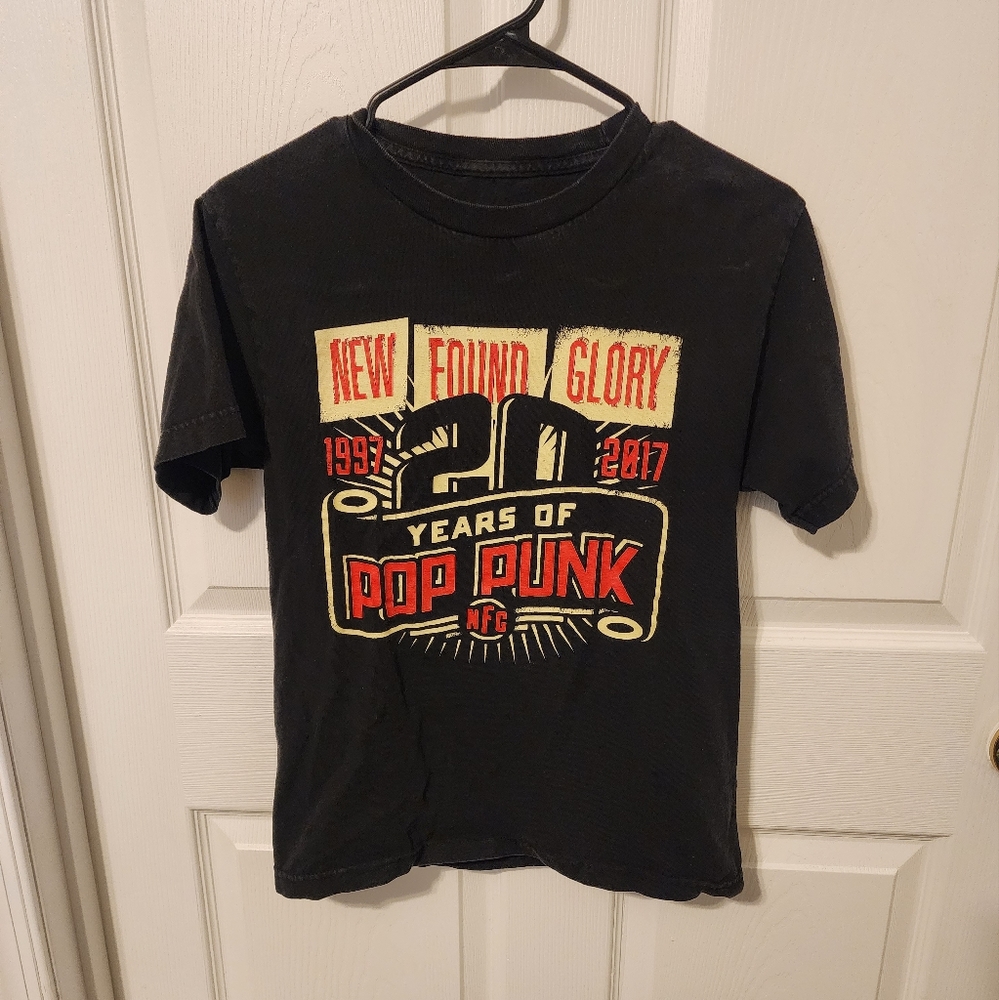 NEW FOUND GLORY
1997 20 2017
YEARS OF
POP PUNK
NFG